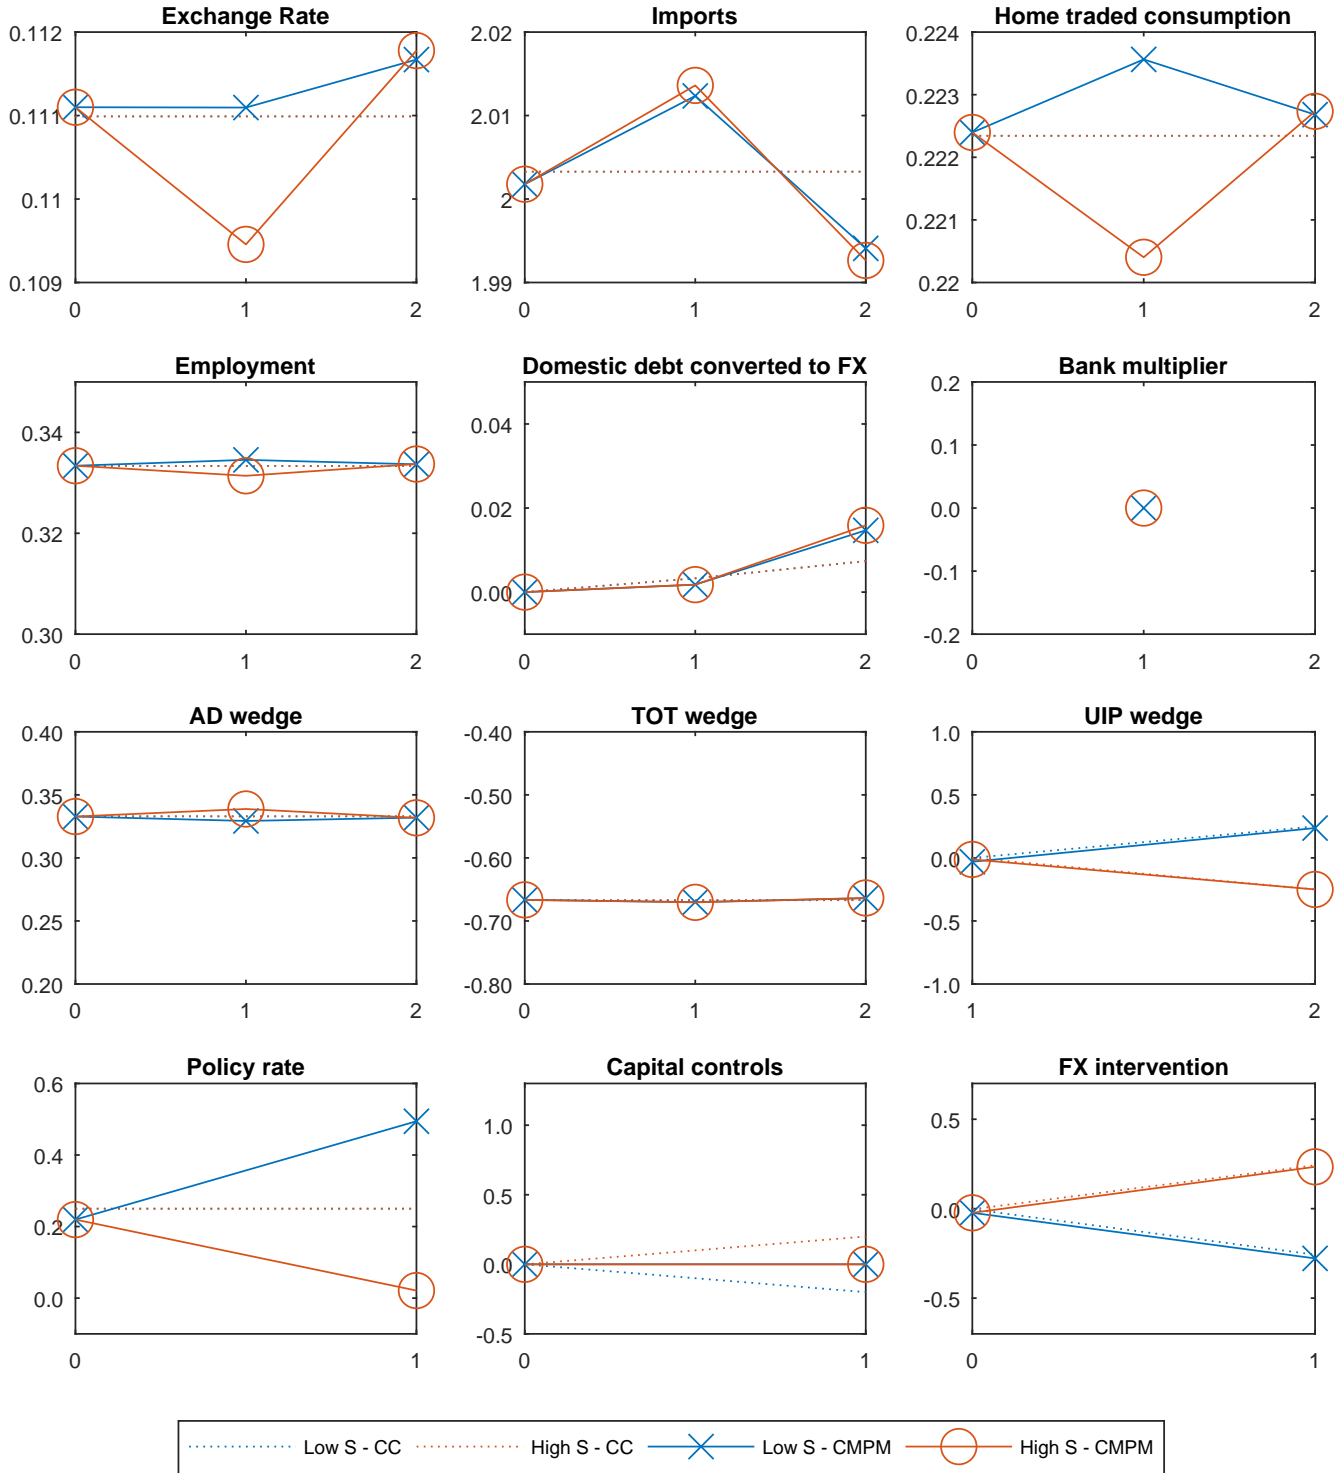 Exchange Rate
0.112
0.111
0.11
0.109
0 1 2
Imports
2.02
2.01
2
1.99
0 1 2
Home traded consumption
0.224
0.223
0.222
0.221
0.22
0 1 2
Employment
0.34
0.32
0.30
0 1 2
Domestic debt converted to FX
0.04
0.02
0.00
0 1 2
Bank multiplier
0.2
0.1
0.0
-0.1
-0.2
0 1 2
AD wedge
0.40
0.35
0.30
0.25
0.20
0 1 2
TOT wedge
-0.40
-0.50
-0.60
-0.70
-0.80
0 1 2
UIP wedge
1.0
0.5
0.0
-0.5
-1.0
1 2
Policy rate
0.6
0.4
0.2
0.0
0 1
Capital controls
1.0
0.5
0.0
-0.5
0 1
FX intervention
0.5
0.0
-0.5
0 1
Low S - CC High S - CC Low S - CMPM High S - CMPM